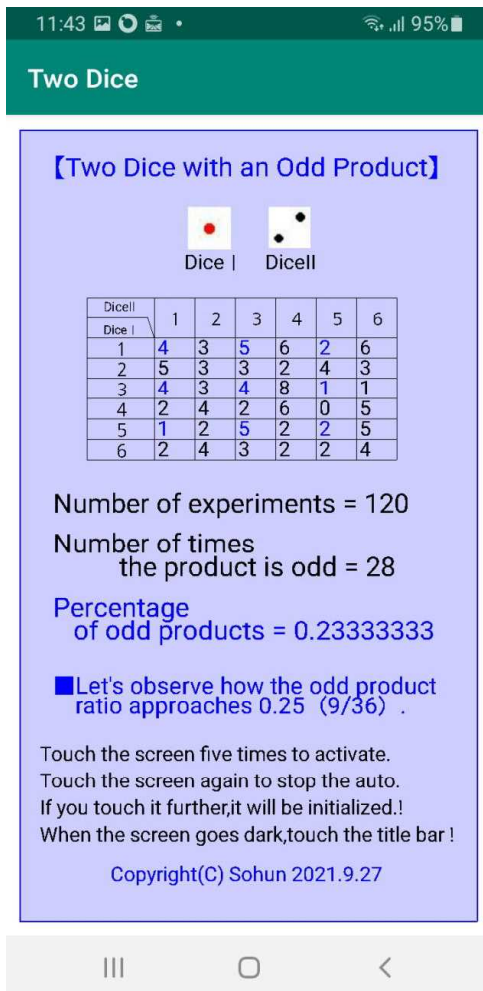 11:43 95%
Two Dice
【Two Dice with an Odd Product】
Dice I DiceII
DiceII 1 2 3 4 5 6
Dice I
1 4 3 5 6 2 6
2 5 3 3 2 4 3
3 4 3 4 8 1 1
4 2 4 2 6 0 5
5 1 2 5 2 2 5
6 2 4 3 2 2 4
Number of experiments = 120
Number of times
the product is odd = 28
Percentage
of odd products = 0.23333333
■Let's observe how the odd product
ratio approaches 0.25（9/36）.
Touch the screen five times to activate.
Touch the screen again to stop the auto.
If you touch it further,it will be initialized.!
When the screen goes dark,touch the title bar !
Copyright(C) Sohun 2021.9.27